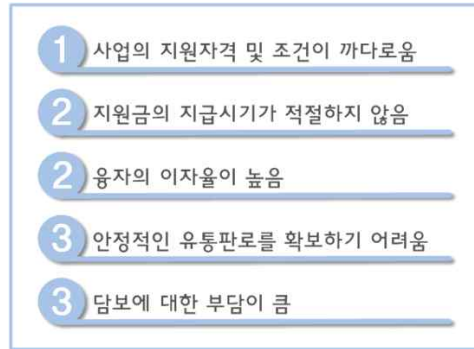 1 사업의 지원자격 및 조건이 까다로움
2 지원금의 지급시기가 적절하지 않음
2 융자의 이자율이 높음
3 안정적인 유통판로를 확보하기 어려움
3 담보에 대한 부담이 큼